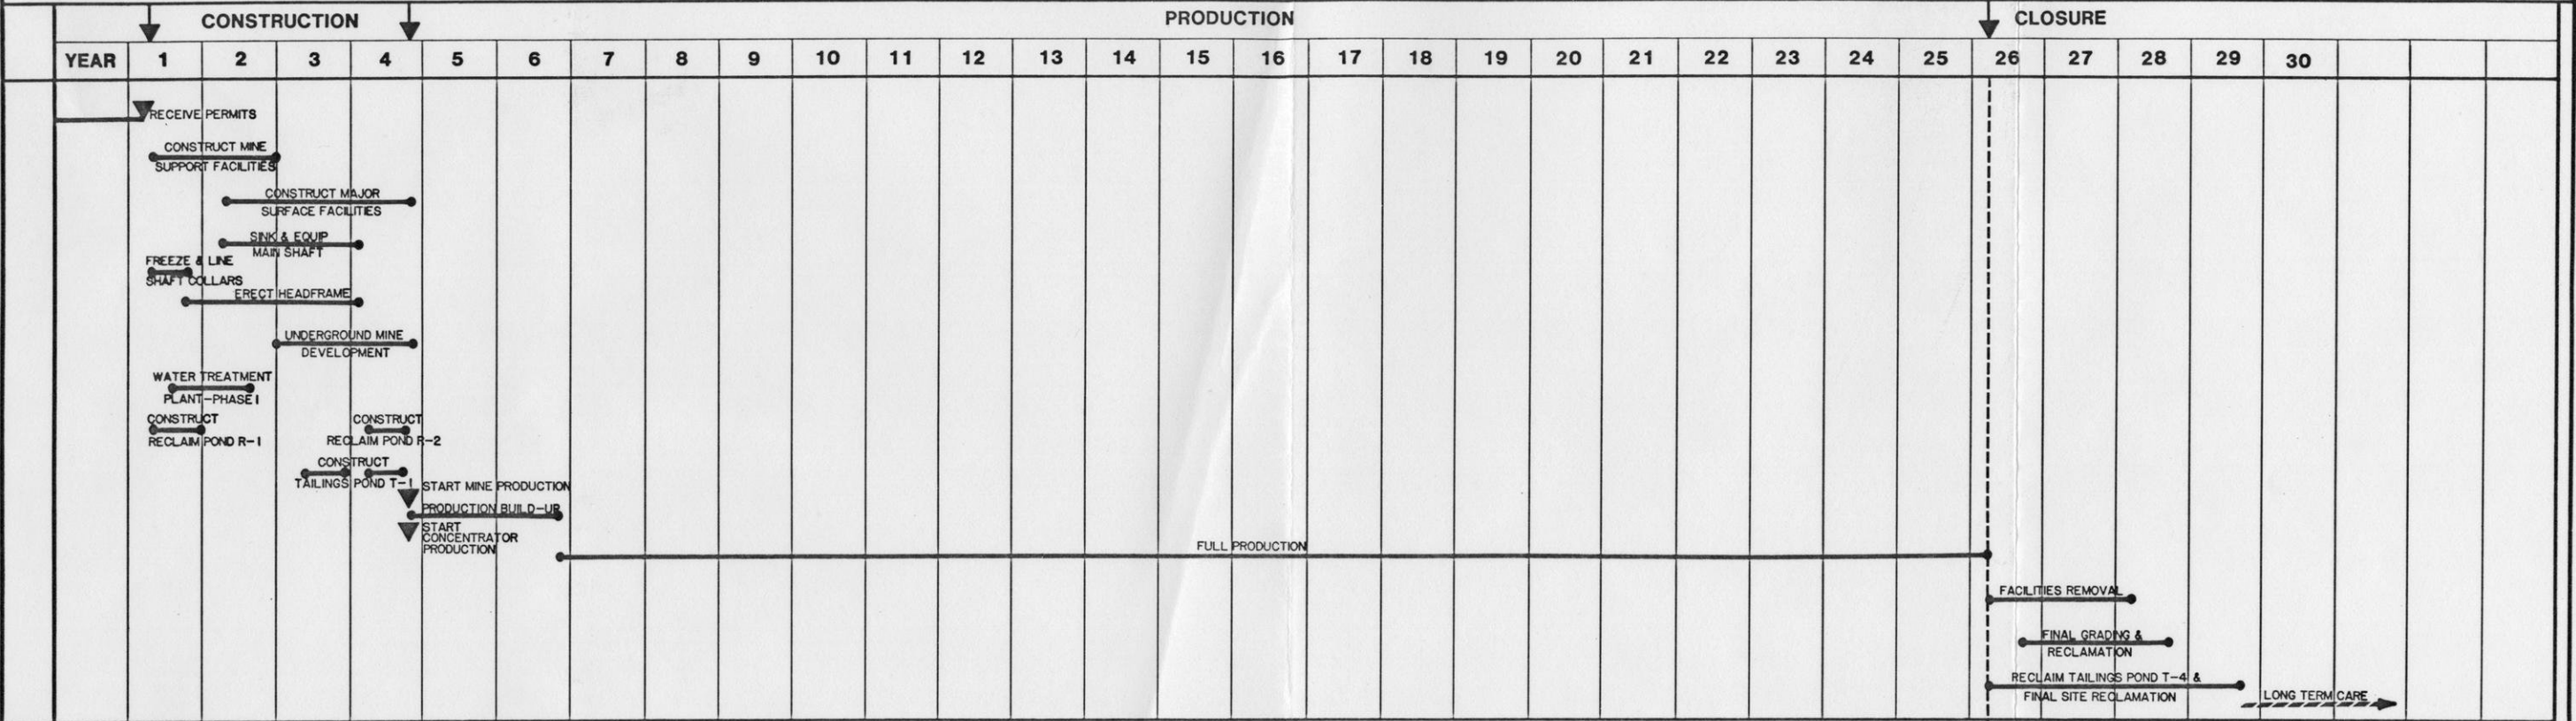 CONSTRUCTION PRODUCTION CLOSURE
YEAR 1 2 3 4 5 6 7 8 9 10 11 12 13 14 15 16 17 18 19 20 21 22 23 24 25 26 27 28 29 30
RECEIVE PERMITS
CONSTRUCT MINE
SUPPORT FACILITIES
CONSTRUCT MAJOR
SURFACE FACILITIES
SINK & EQUIP
MAIN SHAFT
FREEZE & LINE
SHAFT COLLARS
ERECT HEADFRAME
UNDERGROUND MINE
DEVELOPMENT
WATER TREATMENT
PLANT-PHASE I
CONSTRUCT
RECLAIM POND R-1
CONSTRUCT
RECLAIM POND R-2
CONSTRUCT
TAILINGS POND T-1
START MINE PRODUCTION
PRODUCTION BUILD-UP
START
CONCENTRATOR
PRODUCTION
FULL PRODUCTION
FACILITIES REMOVAL
FINAL GRADING &
RECLAMATION
RECLAIM TAILINGS POND T-4 &
FINAL SITE RECLAMATION
LONG TERM CARE